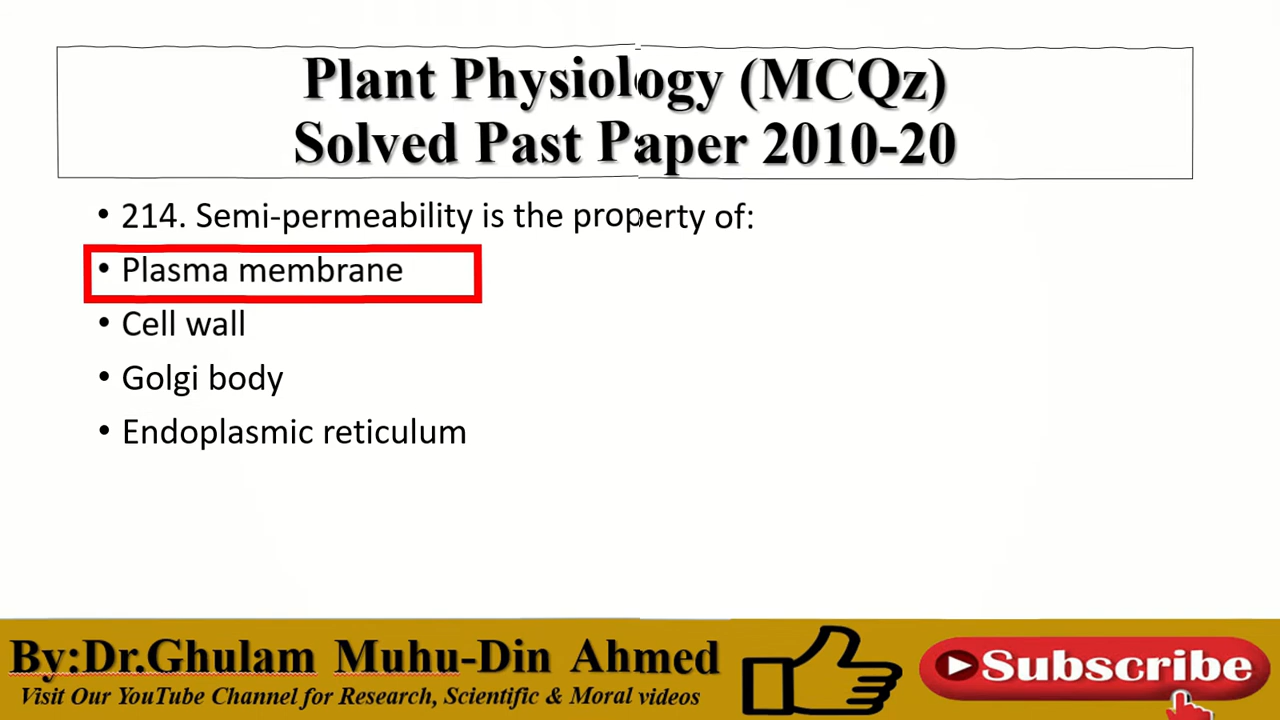 Plant Physiology (MCQz)
Solved Past Paper 2010-20
• 214. Semi-permeability is the property of:
• Plasma membrane
• Cell wall
• Golgi body
• Endoplasmic reticulum
By:Dr.Ghulam Muhu-Din Ahmed
Visit Our YouTube Channel for Research, Scientific & Moral videos
Subscribe